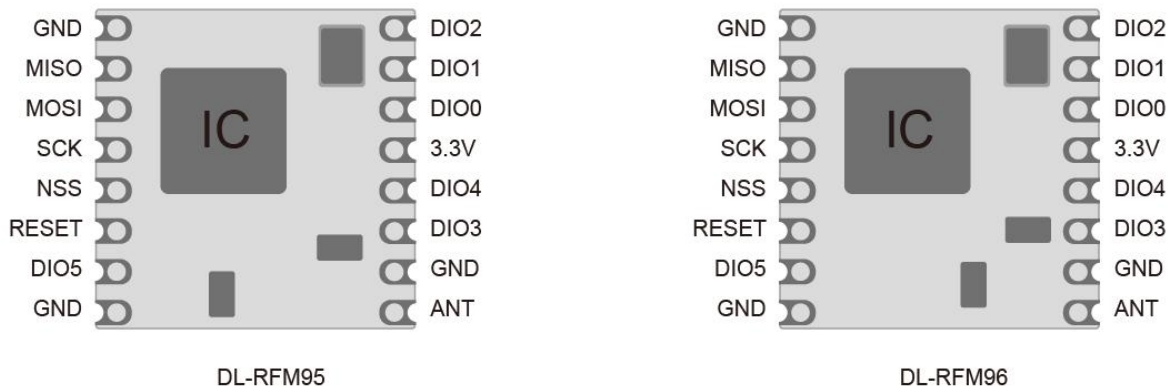 GND DIO2 GND DIO2
MISO DIO1 MISO DIO1
MOSI IC DIO0 MOSI IC DIO0
SCK 3.3V SCK 3.3V
NSS DIO4 NSS DIO4
RESET DIO3 RESET DIO3
DIO5 GND DIO5 GND
GND ANT GND ANT
DL-RFM95 DL-RFM96